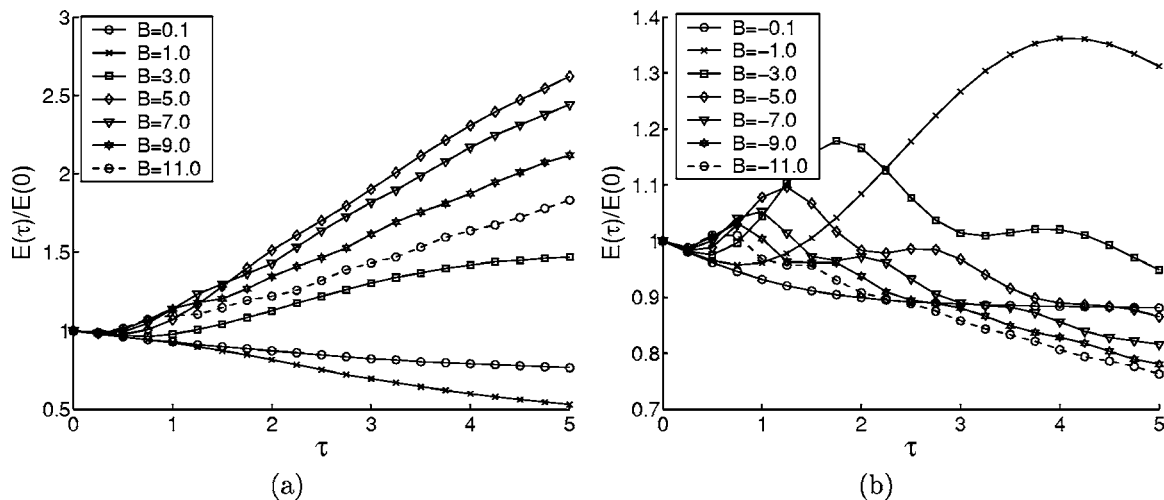 E(τ)/E(0)
3
2.5
2
1.5
1
0.5
B=0.1
B=1.0
B=3.0
B=5.0
B=7.0
B=9.0
B=11.0
0 1 2 3 4 5
τ
(a)
E(τ)/E(0)
1.4
1.3
1.2
1.1
1
0.9
0.8
0.7
B=−0.1
B=−1.0
B=−3.0
B=−5.0
B=−7.0
B=−9.0
B=−11.0
0 1 2 3 4 5
τ
(b)